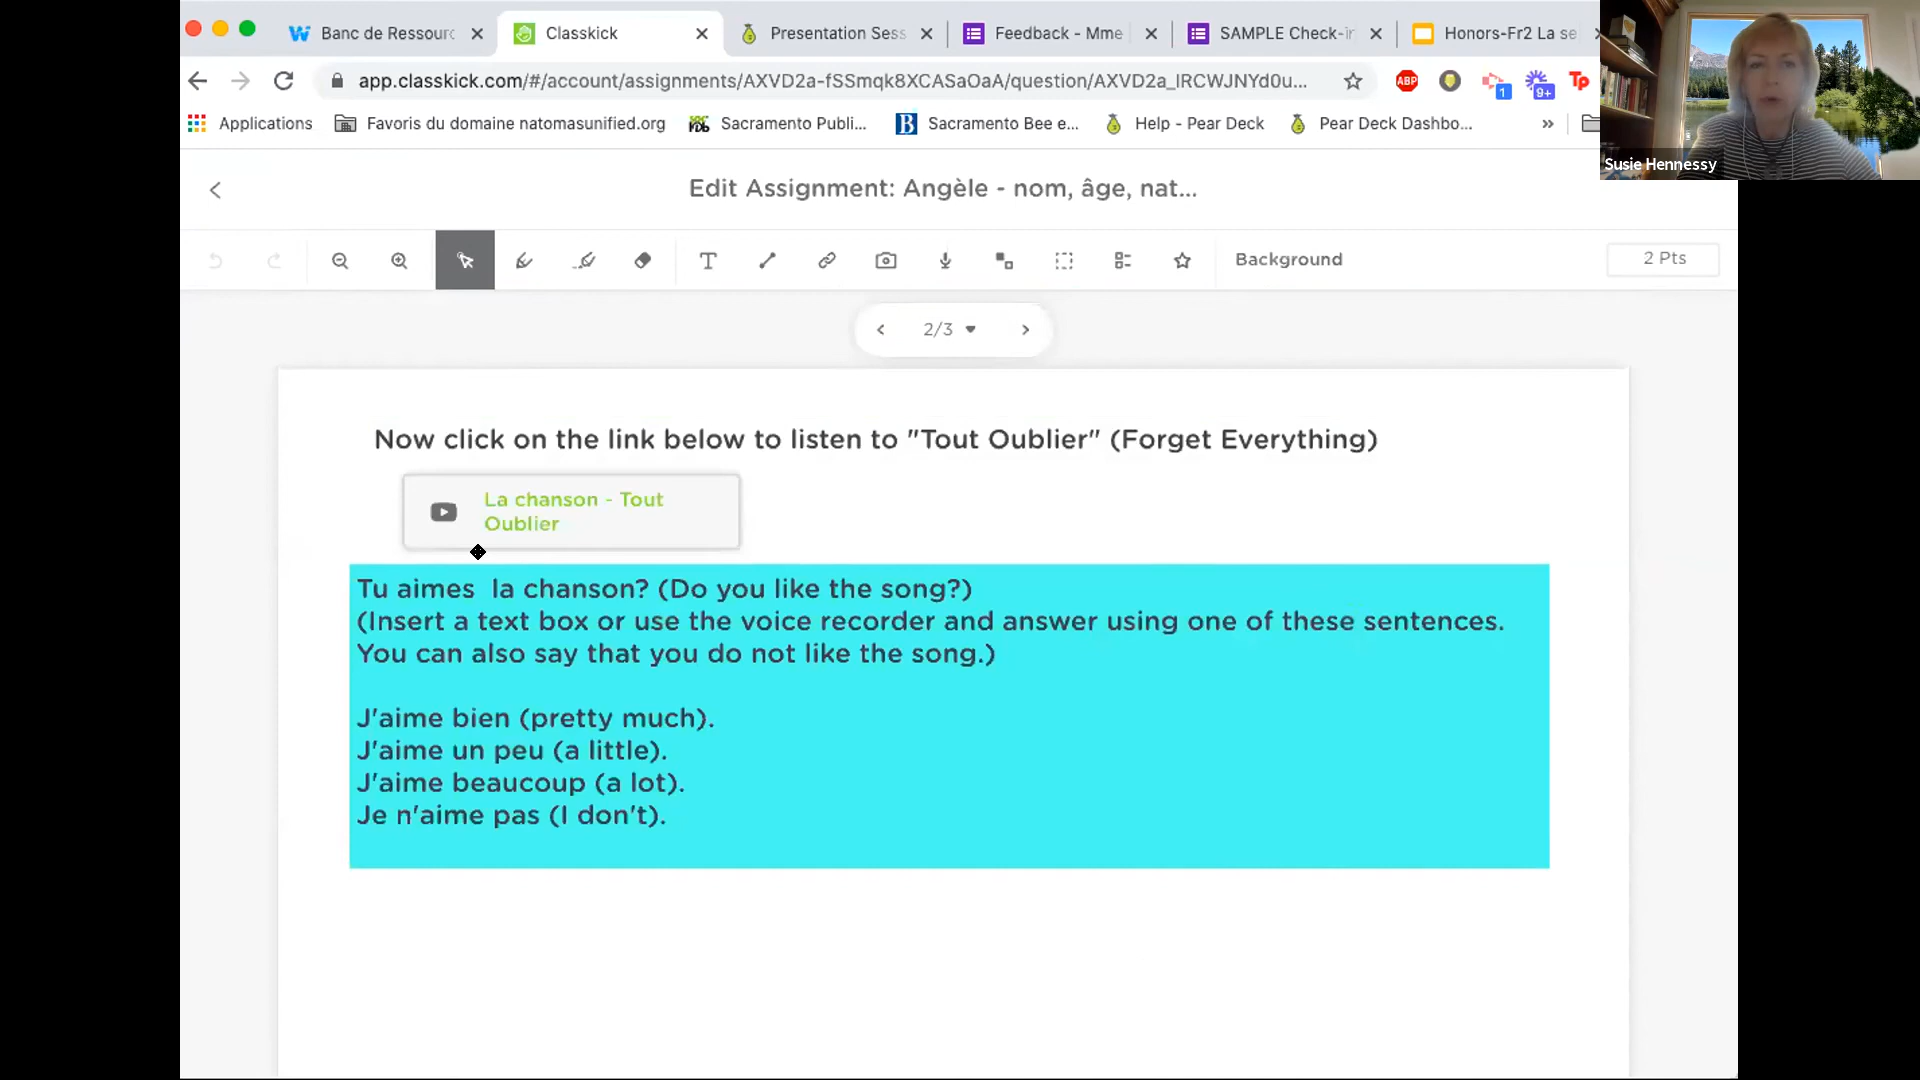 Banc de Ressourc
Classkick
Presentation Sess
Feedback - Mme
SAMPLE Check-in
Honors-Fr2 La se
app.classkick.com/#/account/assignments/AXVD2a-fSSmqk8XCASaOaA/question/AXVD2a_lRCWJNYd0u...
ABP
1
9+
Applications
Favoris du domaine natomasunified.org
Sacramento Publi...
Sacramento Bee e...
Help - Pear Deck
Pear Deck Dashbo...
»
Susie Hennessy
Edit Assignment: Angèle - nom, âge, nat...
Background
2 Pts
2/3
Now click on the link below to listen to "Tout Oublier" (Forget Everything)
La chanson - Tout
Oublier
Tu aimes  la chanson? (Do you like the song?)
(Insert a text box or use the voice recorder and answer using one of these sentences.
You can also say that you do not like the song.)
J'aime bien (pretty much).
J'aime un peu (a little).
J'aime beaucoup (a lot).
Je n'aime pas (I don't).